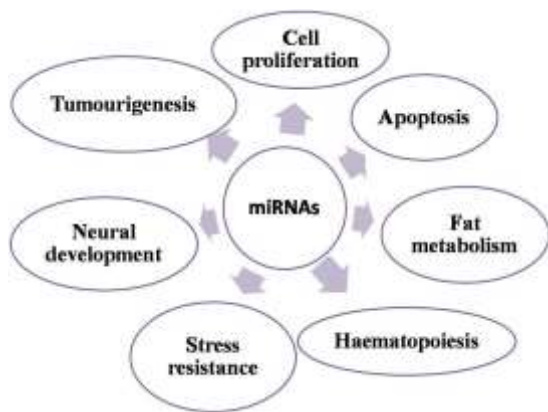 Cell
proliferation
Tumourigenesis
Apoptosis
miRNAs
Neural
development
Fat
metabolism
Stress
resistance
Haematopoiesis